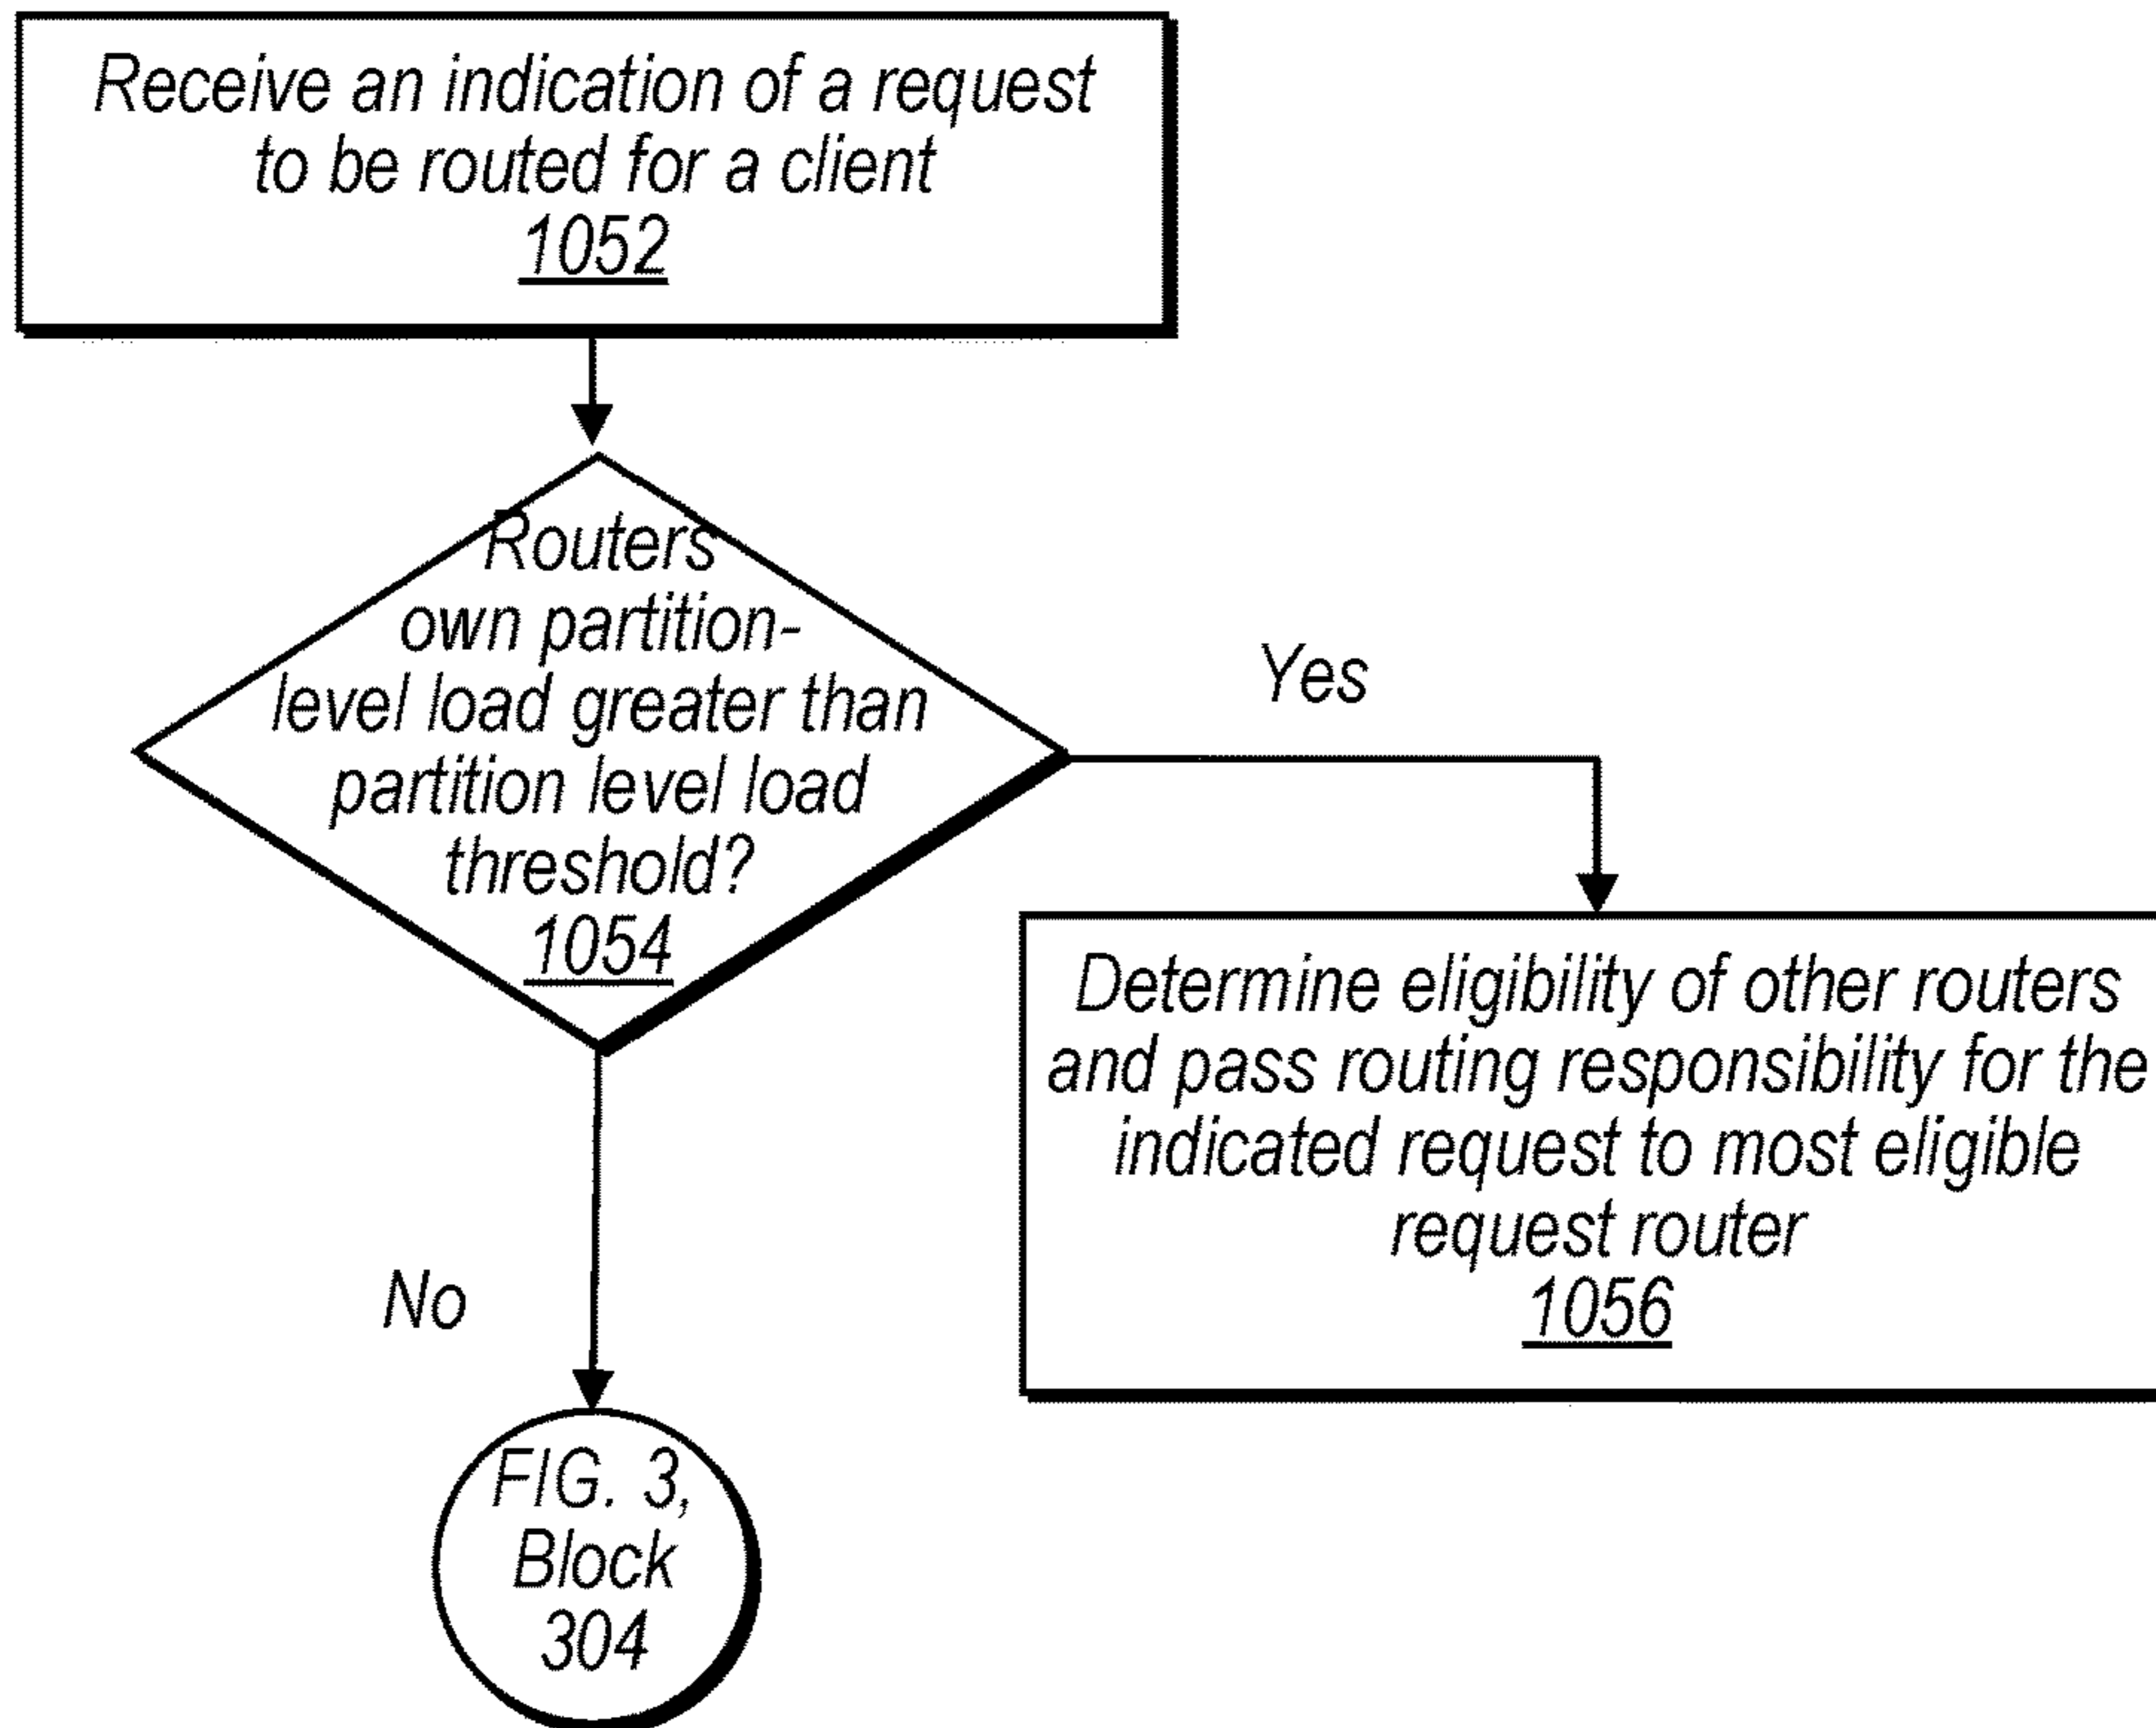 Receive an indication of a request
to be routed for a client
1052
Routers
own partition-
level load greater than
partition level load
threshold?
1054
Yes
Determine eligibility of other routers
and pass routing responsibility for the
indicated request to most eligible
request router
1056
No
FIG. 3,
Block
304